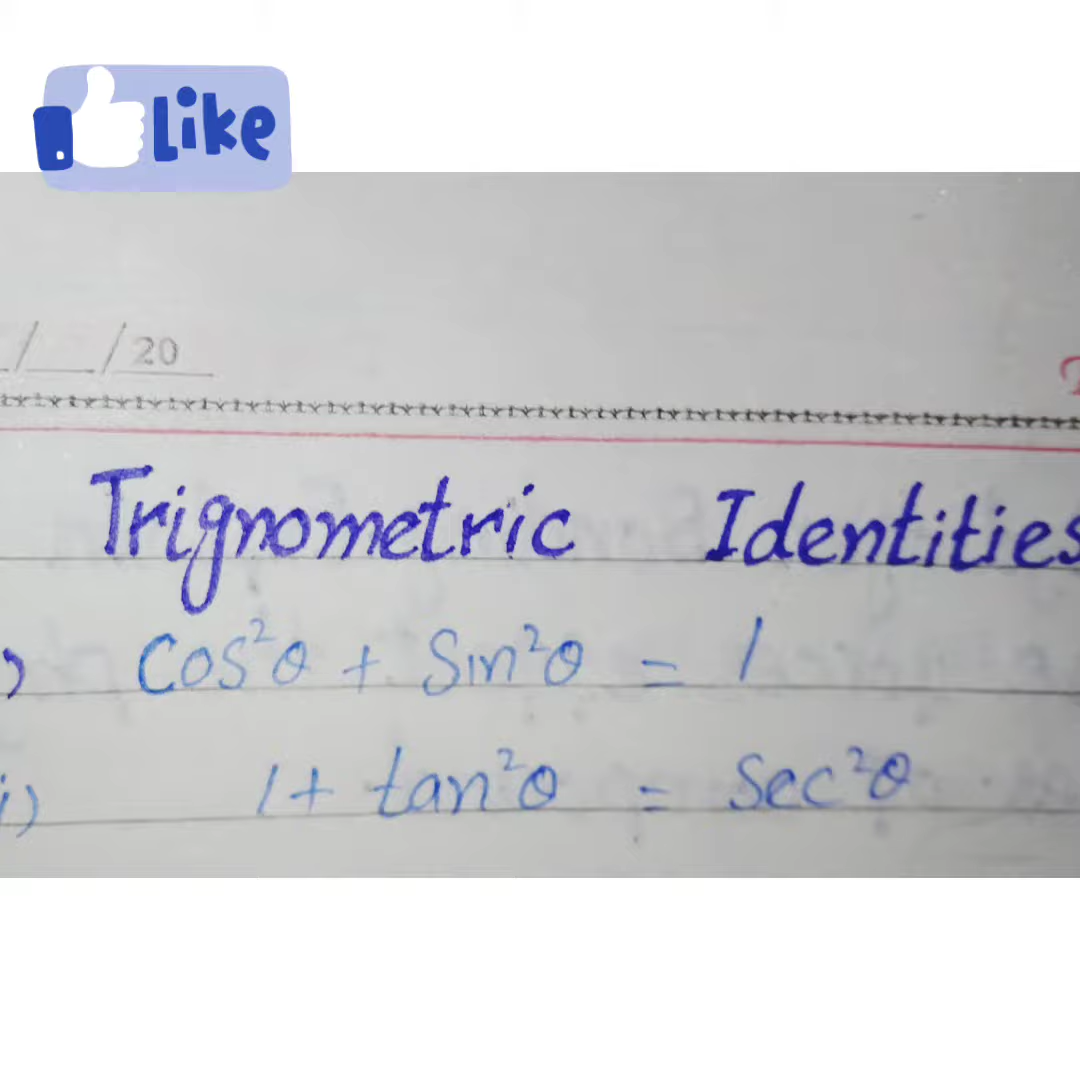 Like
/ / 20
Trignometric Identities
) Cos²θ + Sin²θ = 1
i) 1 + tan²θ = Sec²θ